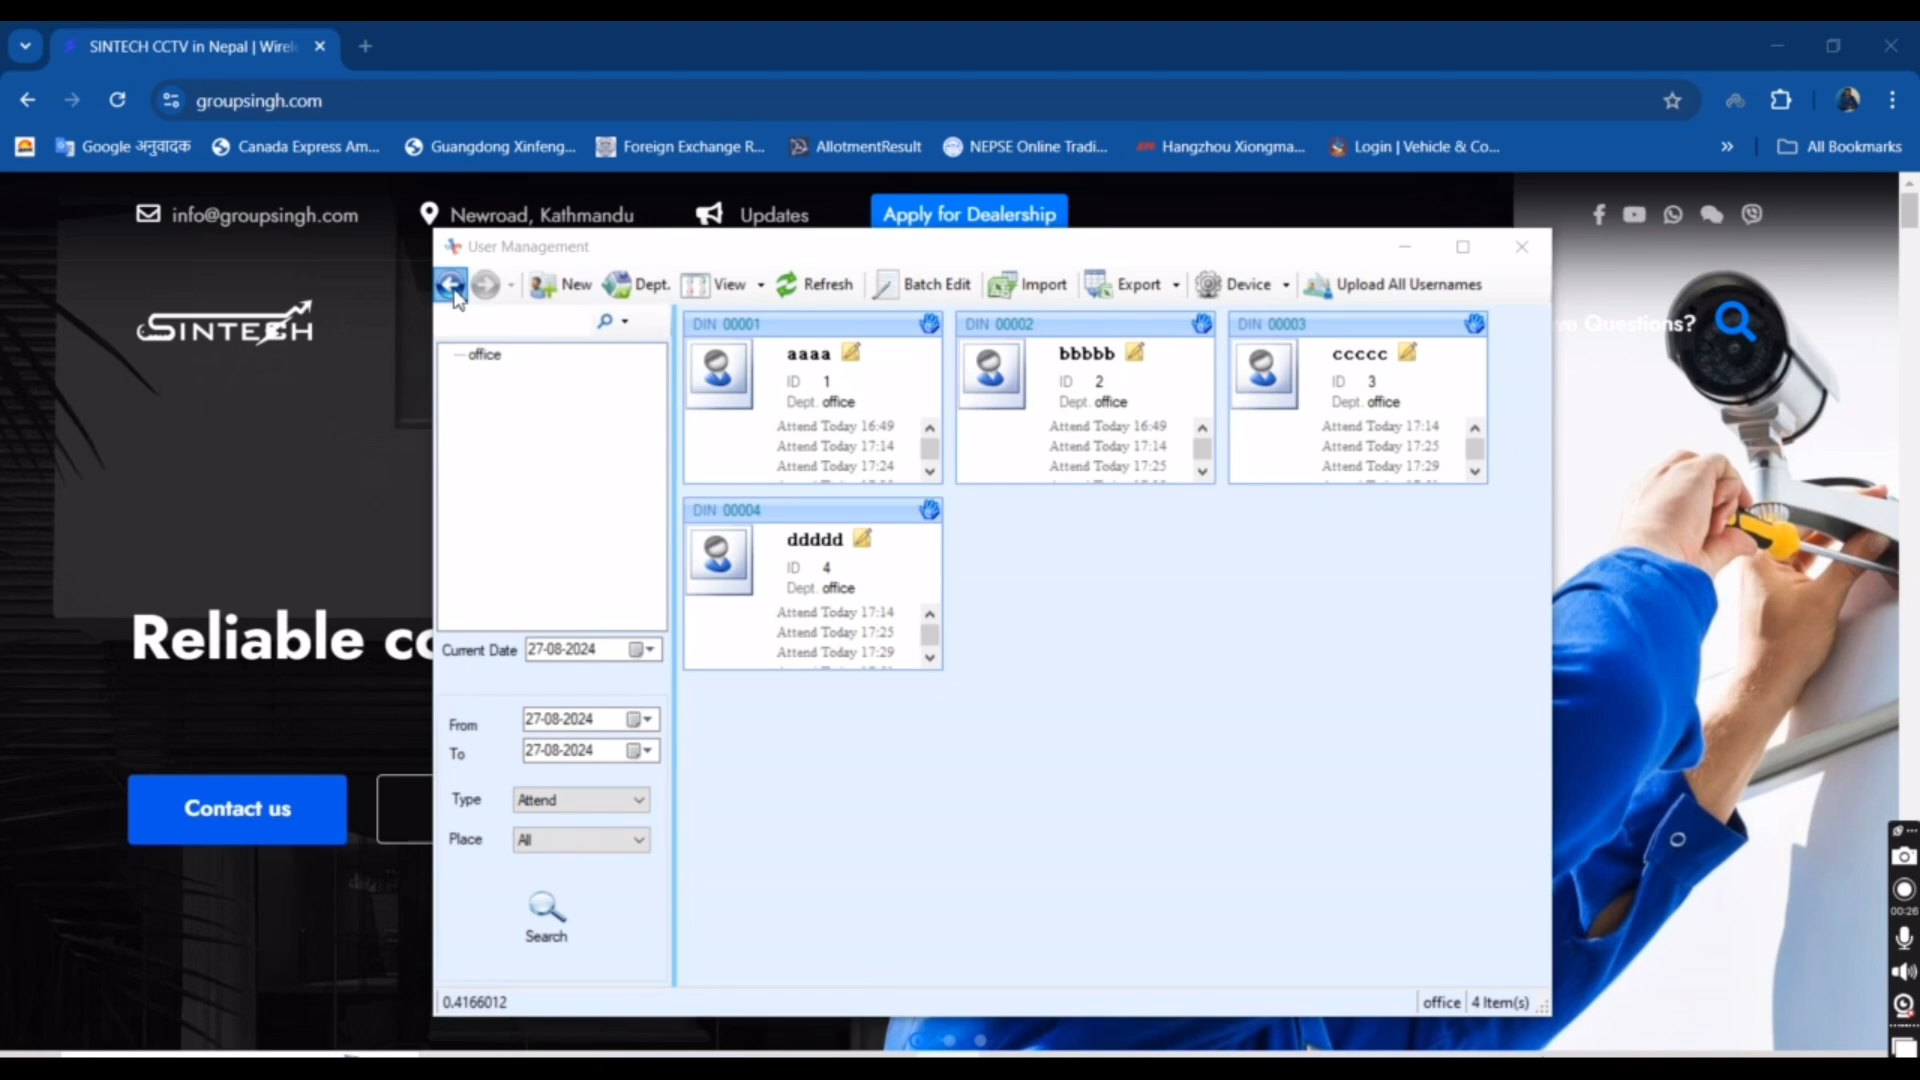 SINTECH CCTV in Nepal | Wirel
groupsingh.com
Google अनुवादक
Canada Express Am...
Guangdong Xinfeng...
Foreign Exchange R...
AllotmentResult
NEPSE Online Tradi...
Hangzhou Xiongma...
Login | Vehicle & Co...
All Bookmarks
info@groupsingh.com
Newroad, Kathmandu
Updates
Apply for Dealership
SINTECH
ve Questions?
Reliable co
Contact us
User Management
New
Dept.
View
Refresh
Batch Edit
Import
Export
Device
Upload All Usernames
office
Current Date 27-08-2024
From 27-08-2024
To 27-08-2024
Type Attend
Place All
Search
DIN 00001
aaaa
ID 1
Dept. office
Attend Today 16:49
Attend Today 17:14
Attend Today 17:24
DIN 00002
bbbbb
ID 2
Dept. office
Attend Today 16:49
Attend Today 17:14
Attend Today 17:25
DIN 00003
ccccc
ID 3
Dept. office
Attend Today 17:14
Attend Today 17:25
Attend Today 17:29
DIN 00004
ddddd
ID 4
Dept. office
Attend Today 17:14
Attend Today 17:25
Attend Today 17:29
0.4166012
office
4 Item(s)
00:26